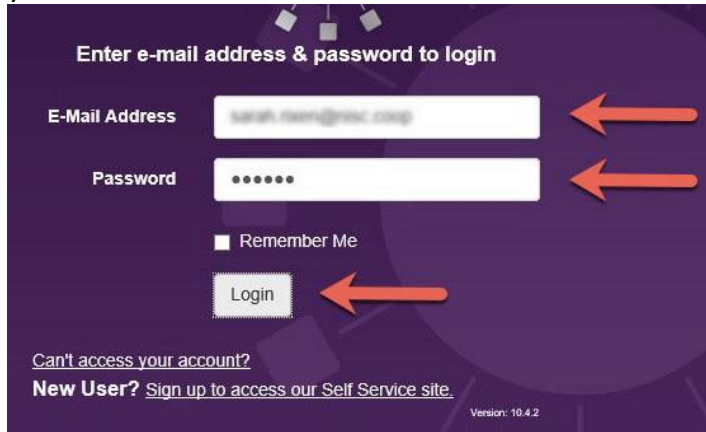 Enter e-mail address & password to login
E-Mail Address
Password ••••••
Remember Me
Login
Can't access your account?
New User? Sign up to access our Self Service site.
Version: 10.4.2